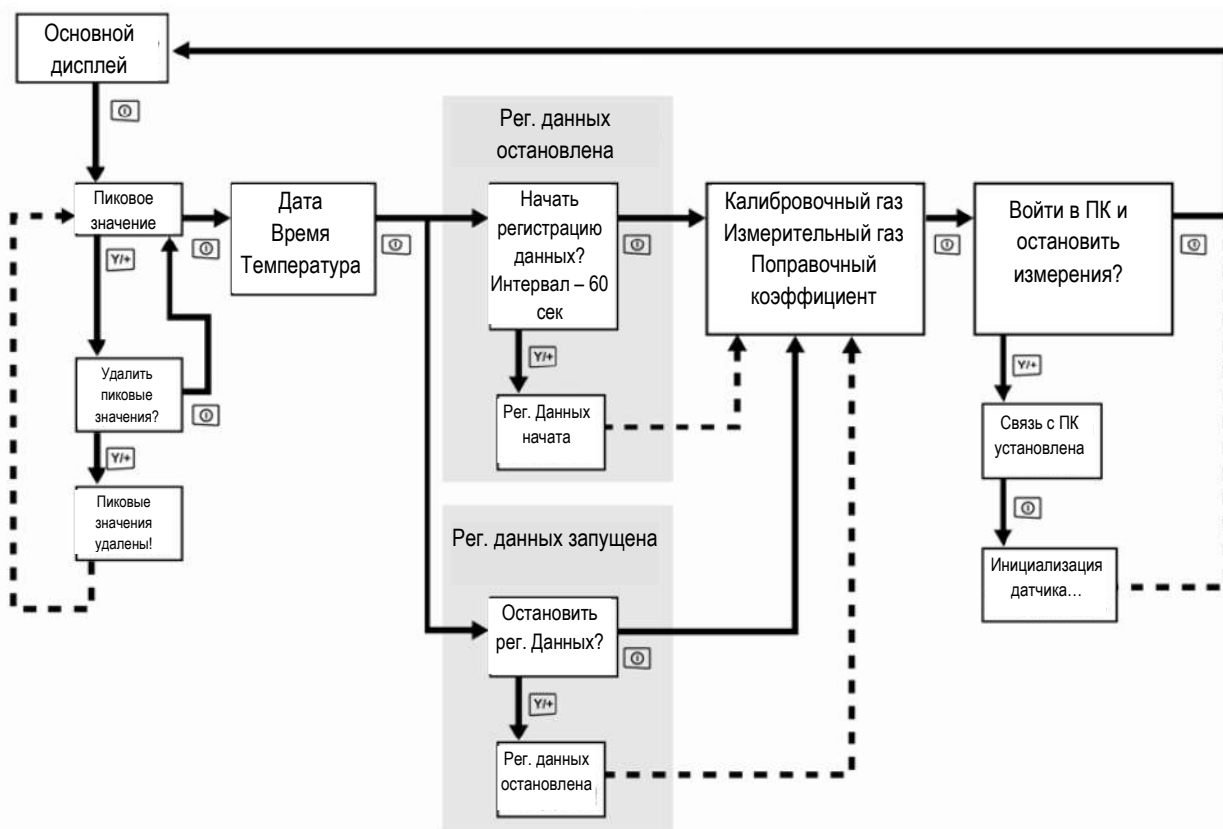 Основной
дисплей
Пиковое
значение
Y/+
Удалить
пиковые
значения?
Y/+
Пиковые
значения
удалены!
Дата
Время
Температура
Рег. данных
остановлена
Начать
регистрацию
данных?
Интервал – 60
сек
Y/+
Рег. Данных
начата
Рег. данных запущена
Остановить
рег. Данных?
Y/+
Рег. данных
остановлена
Калибровочный газ
Измерительный газ
Поправочный
коэффициент
Войти в ПК и
остановить
измерения?
Y/+
Связь с ПК
установлена
Инициализация
датчика…